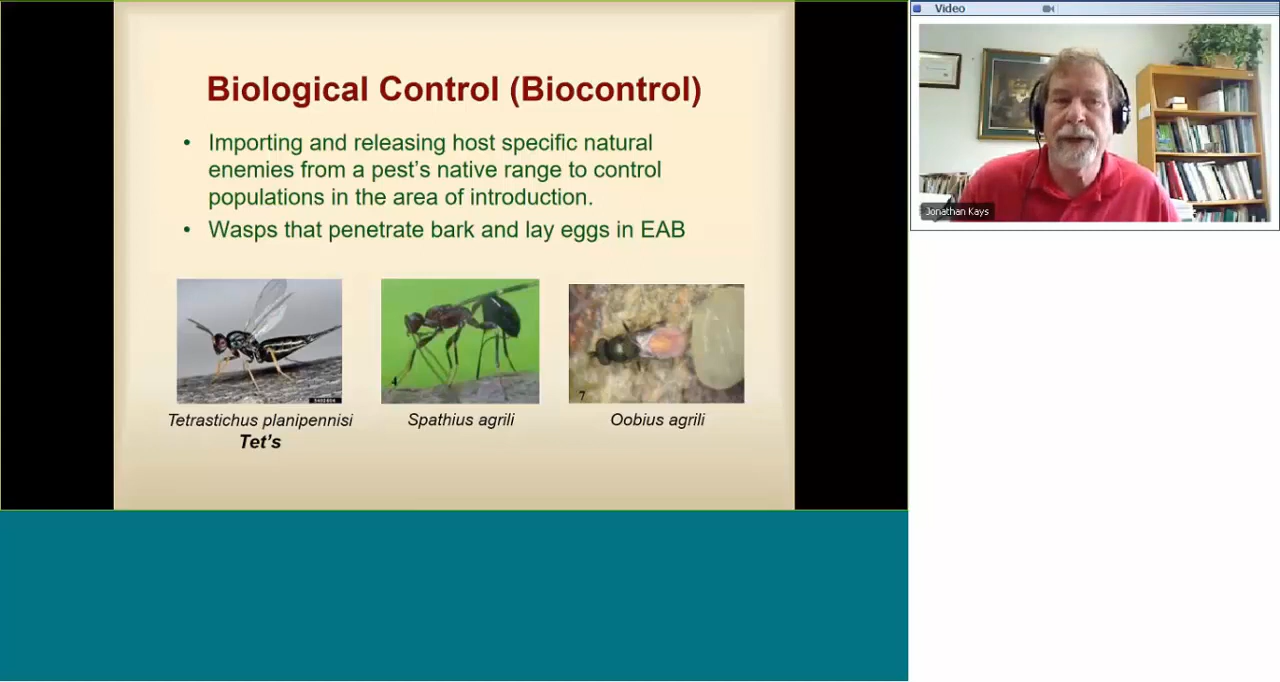 Video
Biological Control (Biocontrol)
• Importing and releasing host specific natural
enemies from a pest's native range to control
populations in the area of introduction.
• Wasps that penetrate bark and lay eggs in EAB
4
7
Tetrastichus planipennisi
Tet's
Spathius agrili
Oobius agrili
Jonathan Kays